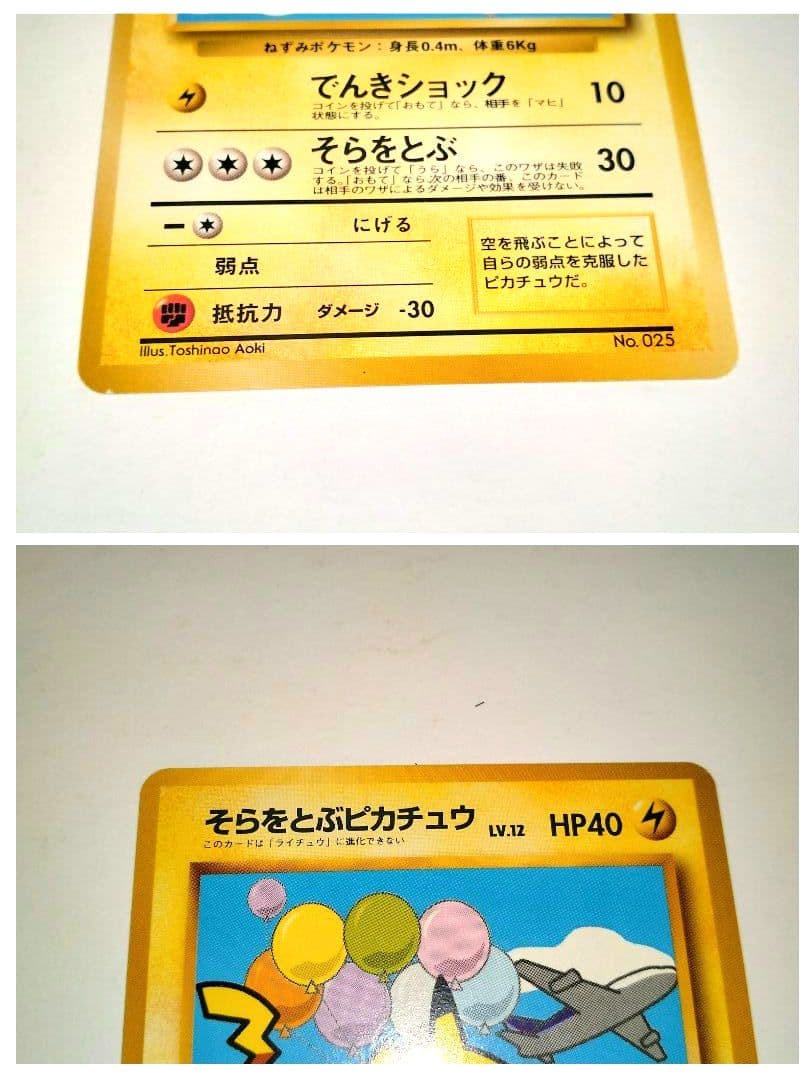 ねずみポケモン：身長0.4m、体重6Kg
でんきショック 10
コインを投げて「おもて」なら、相手を「マヒ」
状態にする。
そらをとぶ 30
コインを投げて「うら」なら、このワザは失敗
する。「おもて」なら、次の相手の番、このカード
は相手のワザによるダメージや効果を受けない。
にげる
弱点
抵抗力 ダメージ -30
空を飛ぶことによって
自らの弱点を克服した
ピカチュウだ。
Illus.Toshinao Aoki
No. 025
そらをとぶピカチュウ LV.12 HP40
このカードは「ライチュウ」に進化できない